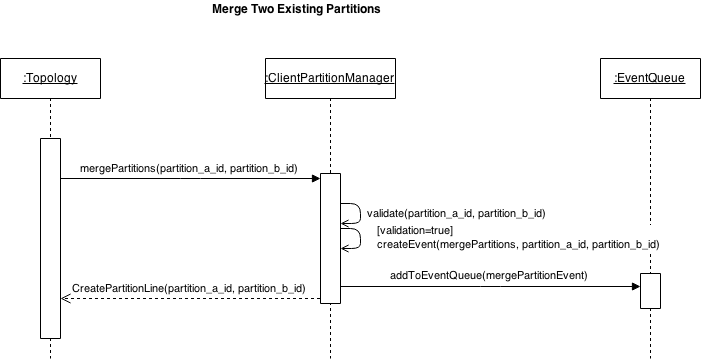 Merge Two Existing Partitions
:Topology
:ClientPartitionManager
:EventQueue
mergePartitions(partition_a_id, partition_b_id)
validate(partition_a_id, partition_b_id)
[validation=true]
createEvent(mergePartitions, partition_a_id, partition_b_id)
addToEventQueue(mergePartitionEvent)
CreatePartitionLine(partition_a_id, partition_b_id)